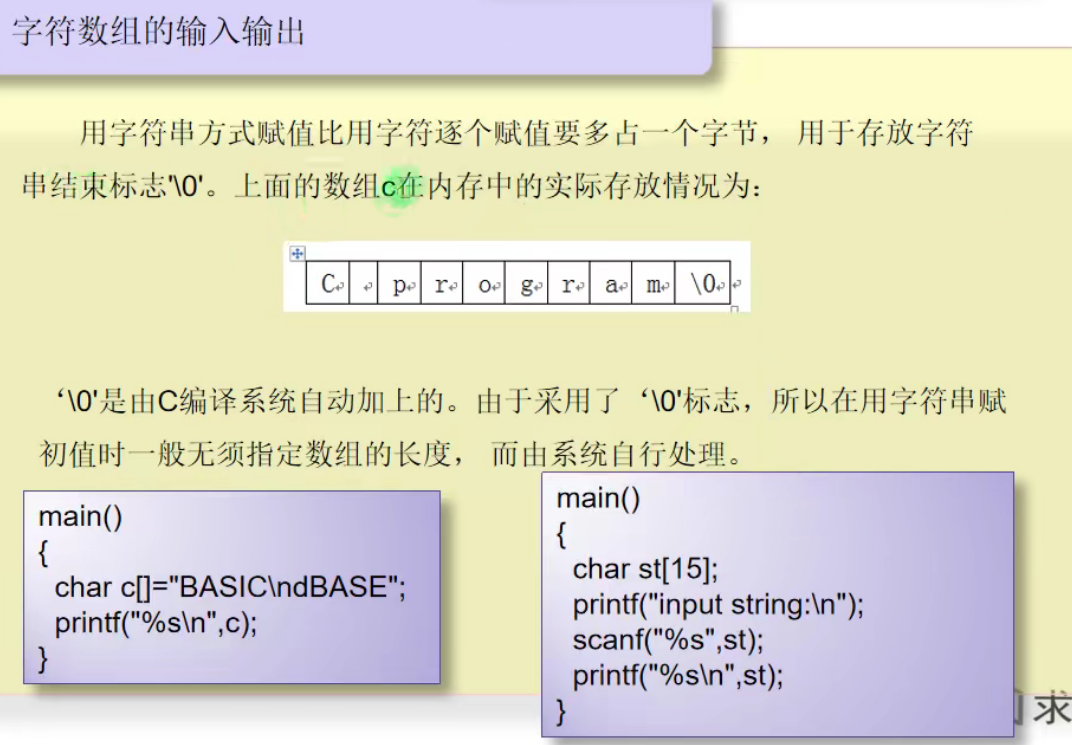 字符数组的输入输出
用字符串方式赋值比用字符逐个赋值要多占一个字节， 用于存放字符
串结束标志'\0'。上面的数组c在内存中的实际存放情况为：
C p r o g r a m \0
‘\0'是由C编译系统自动加上的。由于采用了‘\0'标志，所以在用字符串赋
初值时一般无须指定数组的长度， 而由系统自行处理。
main()
{
char c[]="BASIC\ndBASE";
printf("%s\n",c);
}
main()
{
char st[15];
printf("input string:\n");
scanf("%s",st);
printf("%s\n",st);
}
求